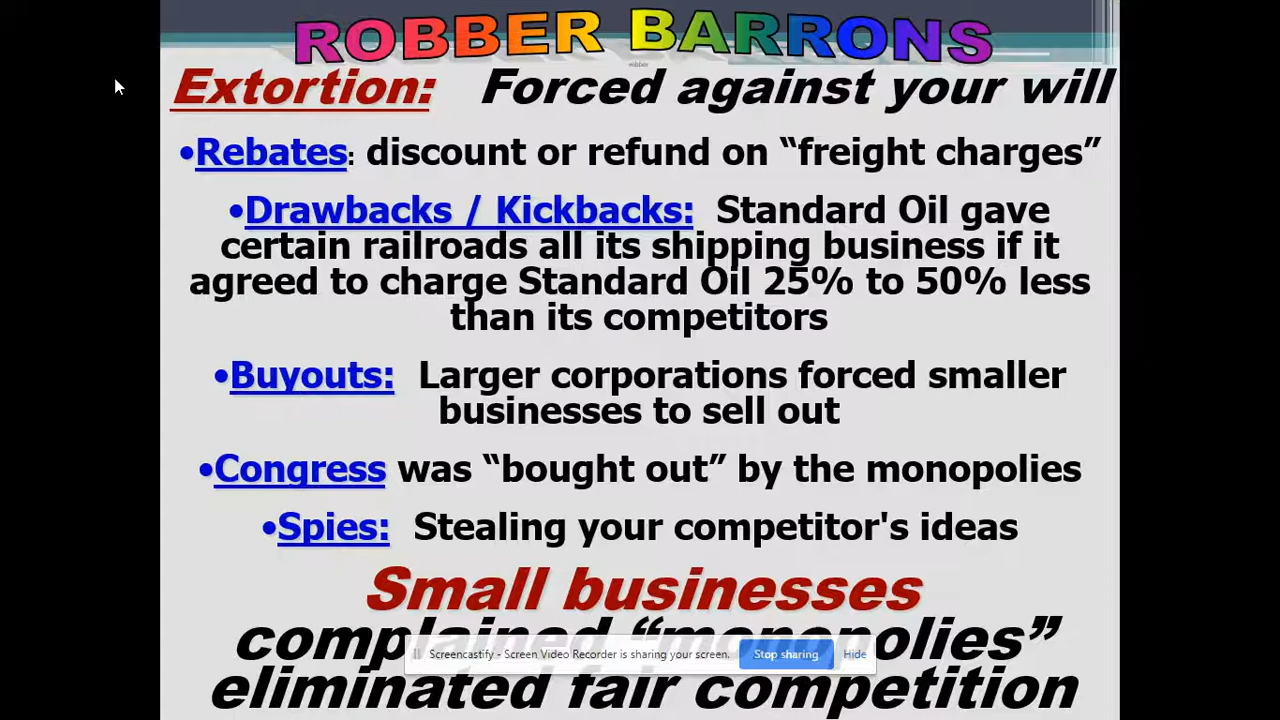 ROBBER BARRONS
robber
Extortion: Forced against your will
•Rebates: discount or refund on “freight charges”
•Drawbacks / Kickbacks: Standard Oil gave
certain railroads all its shipping business if it
agreed to charge Standard Oil 25% to 50% less
than its competitors
•Buyouts: Larger corporations forced smaller
businesses to sell out
•Congress was “bought out” by the monopolies
•Spies: Stealing your competitor's ideas
Small businesses
complained “monopolies”
Screencastify - Screen Video Recorder is sharing your screen. Stop sharing Hide
eliminated fair competition